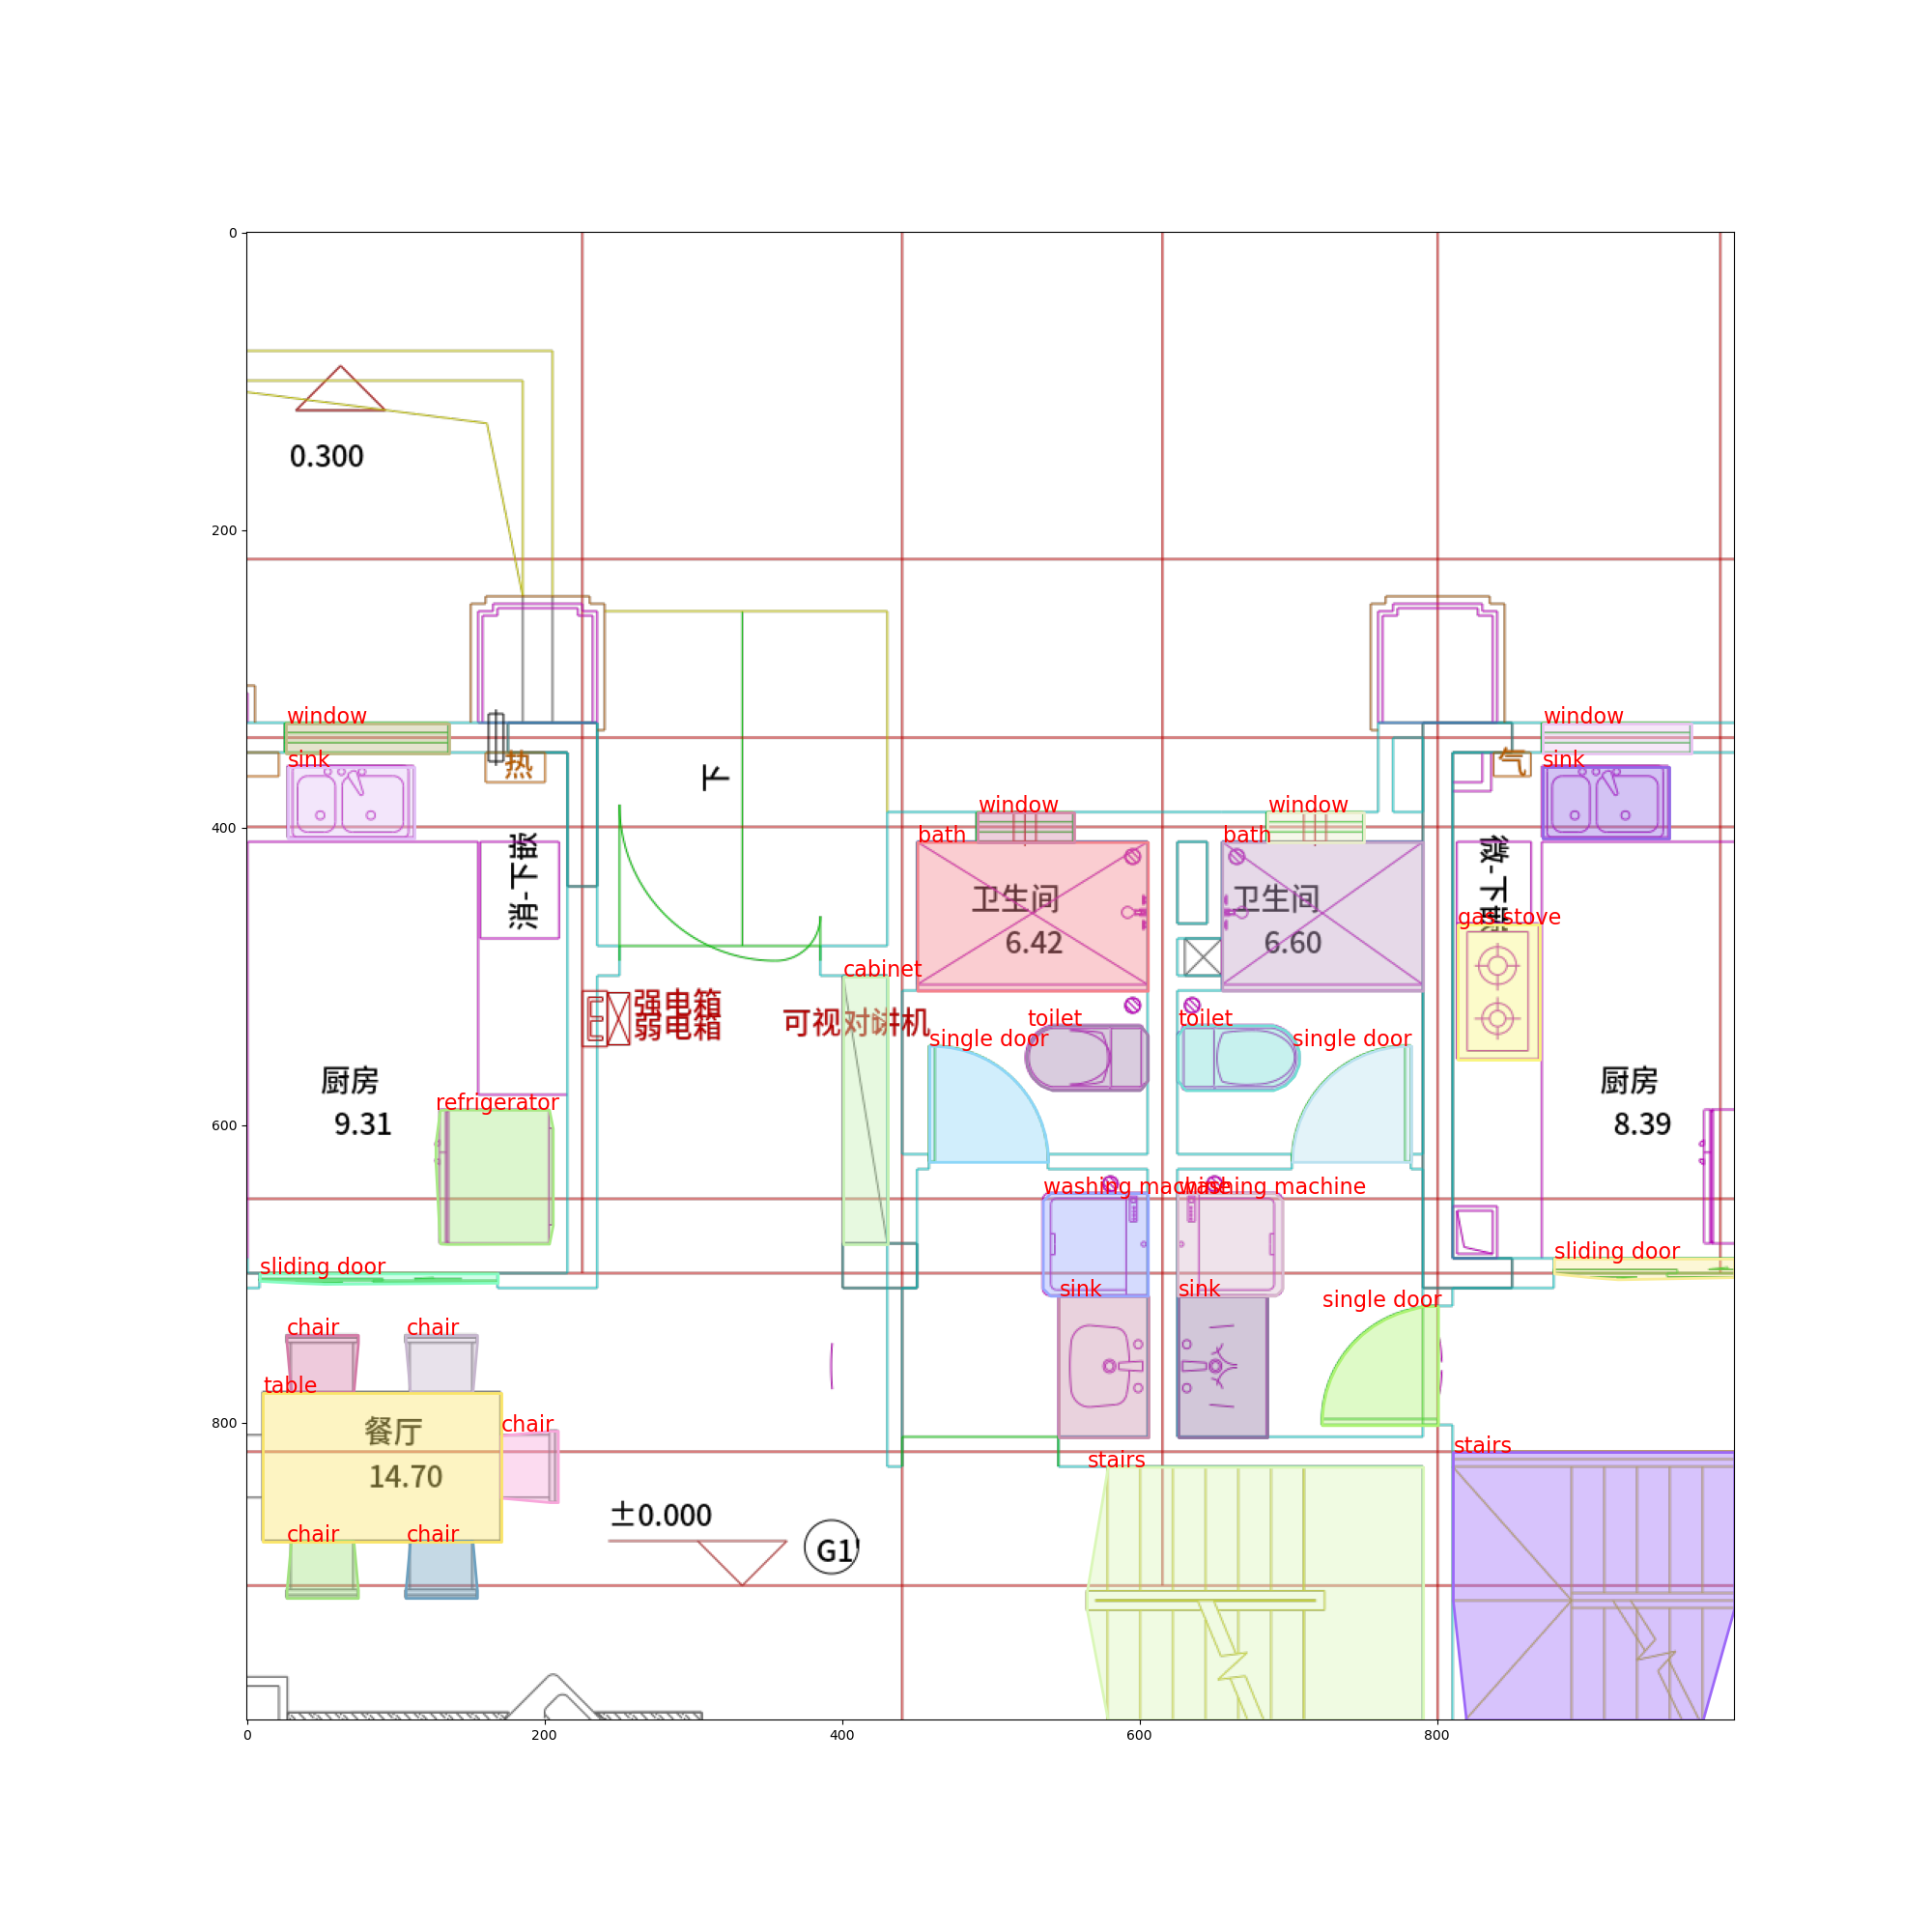 0
200
400
600
800
0
200
400
600
800
0.300
window
window
sink
热
气
sink
下
window
window
bath
bath
消-下嵌
卫生间
6.42
卫生间
6.60
gas stove
cabinet
强电箱
弱电箱
可视对讲机
toilet
toilet
single door
single door
厨房
9.31
厨房
8.39
refrigerator
washing machine
washing machine
sliding door
sliding door
sink
sink
single door
chair
chair
table
餐厅
14.70
chair
stairs
stairs
±0.000
G1'
chair
chair